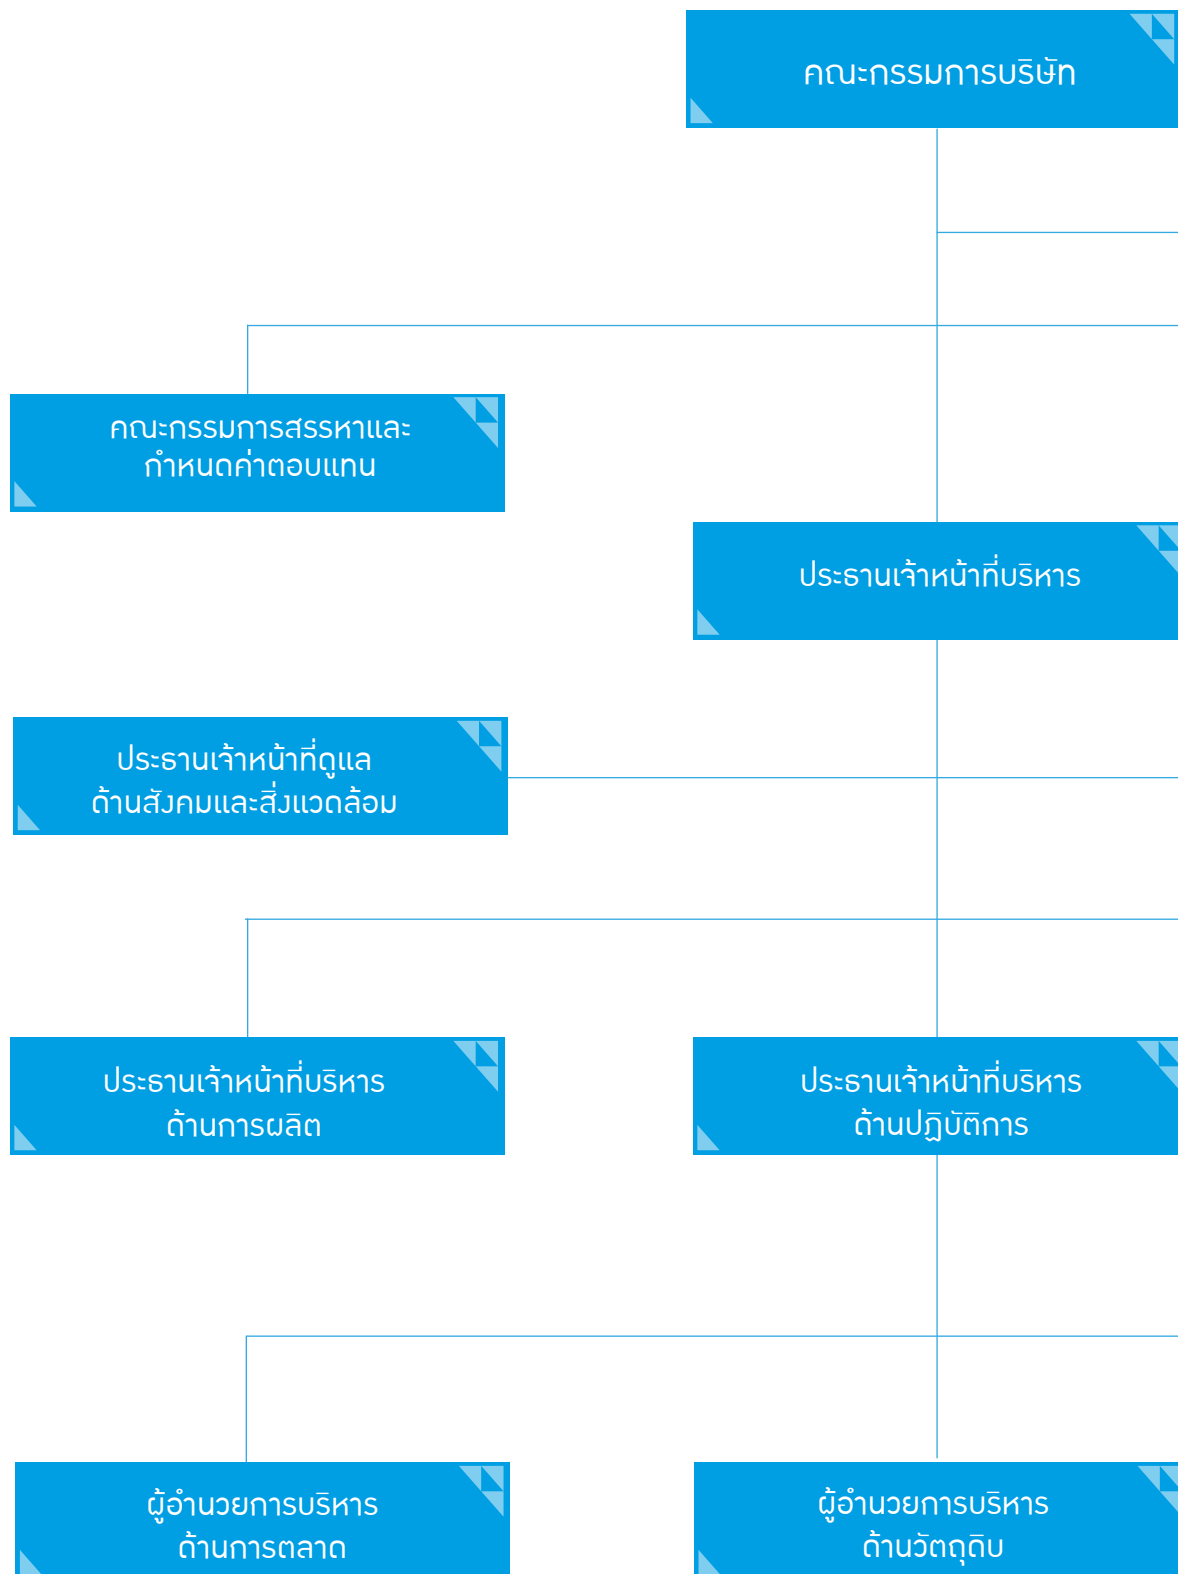 คณะกรรมการบริษัท
คณะกรรมการสรรหาและ
กำหนดค่าตอบแทน
ประธานเจ้าหน้าที่บริหาร
ประธานเจ้าหน้าที่ดูแล
ด้านสังคมและสิ่งแวดล้อม
ประธานเจ้าหน้าที่บริหาร
ด้านการผลิต
ประธานเจ้าหน้าที่บริหาร
ด้านปฏิบัติการ
ผู้อำนวยการบริหาร
ด้านการตลาด
ผู้อำนวยการบริหาร
ด้านวัตถุดิบ